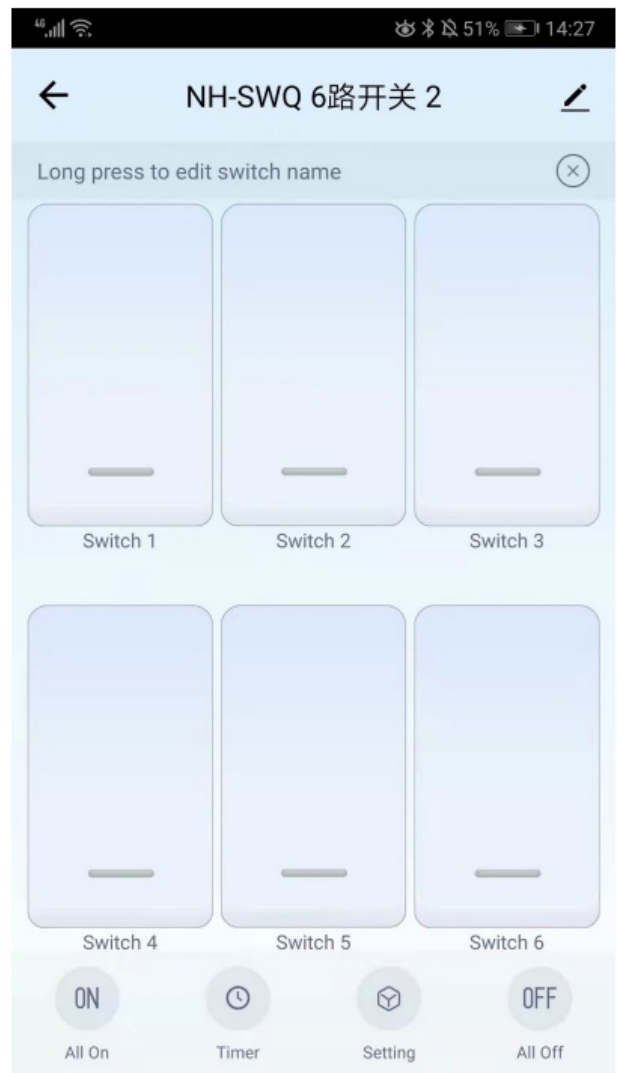 4G 51% 14:27
NH-SWQ 6路开关 2
Long press to edit switch name
Switch 1 Switch 2 Switch 3
Switch 4 Switch 5 Switch 6
ON OFF
All On Timer Setting All Off